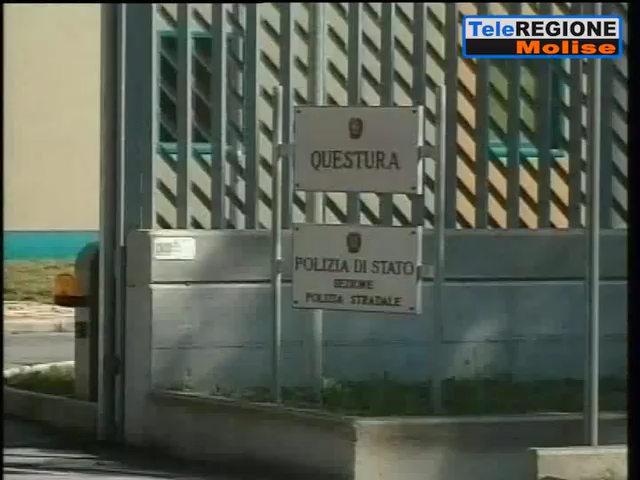 TeleREGIONE
Molise
QUESTURA
POLIZIA DI STATO
SEZIONE
POLIZIA STRADALE